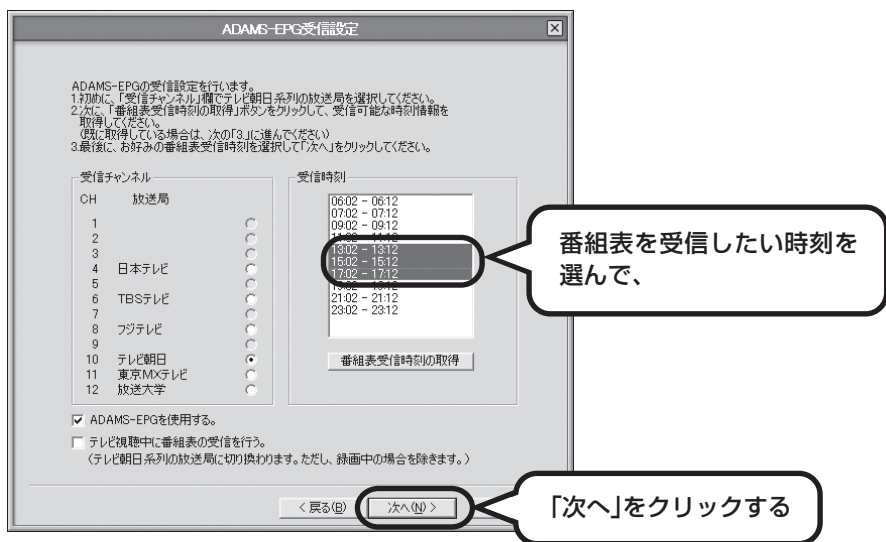 ADAMS-EPG受信設定
ADAMS-EPGの受信設定を行います。
1.初めに、「受信チャンネル」欄でテレビ朝日系列の放送局を選択してください。
2.次に、「番組表受信時刻の取得」ボタンをクリックして、受信可能な時刻情報を
取得してください。
(既に取得している場合は、次の「3.」に進んでください)
3.最後に、お好みの番組表受信時刻を選択して「次へ」をクリックしてください。
受信チャンネル
CH 放送局
1
2
3
4 日本テレビ
5
6 TBSテレビ
7
8 フジテレビ
9
10 テレビ朝日
11 東京MXテレビ
12 放送大学
受信時刻
06:02 - 06:12
07:02 - 07:12
09:02 - 09:12
11:02 - 11:12
13:02 - 13:12
15:02 - 15:12
17:02 - 17:12
19:02 - 19:12
21:02 - 21:12
23:02 - 23:12
番組表受信時刻の取得
番組表を受信したい時刻を
選んで、
ADAMS-EPGを使用する。
テレビ視聴中に番組表の受信を行う。
(テレビ朝日系列の放送局に切り換わります。ただし、録画中の場合を除きます。)
< 戻る(B)
次へ(N) >
「次へ」をクリックする